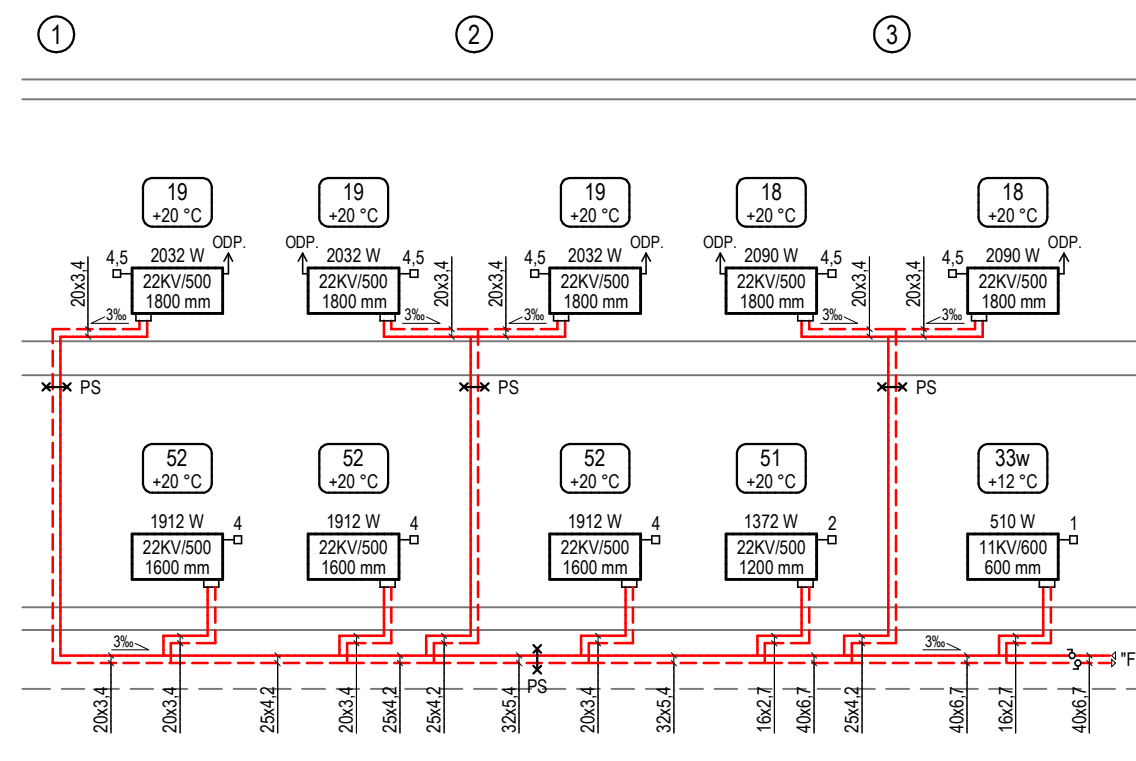 1 2 3
19 19 19 18 18
+20 °C +20 °C +20 °C +20 °C +20 °C
ODP. ODP. ODP. ODP. ODP.
4,5 2032 W 2032 W 4,5 4,5 2032 W 2090 W 4,5 4,5 2090 W
22KV/500 22KV/500 22KV/500 22KV/500 22KV/500
1800 mm 1800 mm 1800 mm 1800 mm 1800 mm
20x3,4 20x3,4 20x3,4 20x3,4 20x3,4
3‰ 3‰ 3‰ 3‰ 3‰
PS PS PS
52 52 52 51 33w
+20 °C +20 °C +20 °C +20 °C +12 °C
1912 W 4 1912 W 4 1912 W 4 1372 W 2 510 W 1
22KV/500 22KV/500 22KV/500 22KV/500 11KV/600
1600 mm 1600 mm 1600 mm 1200 mm 600 mm
3‰ 3‰
"F
PS
20x3,4 20x3,4 25x4,2 20x3,4 25x4,2 25x4,2 32x5,4 20x3,4 32x5,4 16x2,7 40x6,7 25x4,2 40x6,7 16x2,7 40x6,7